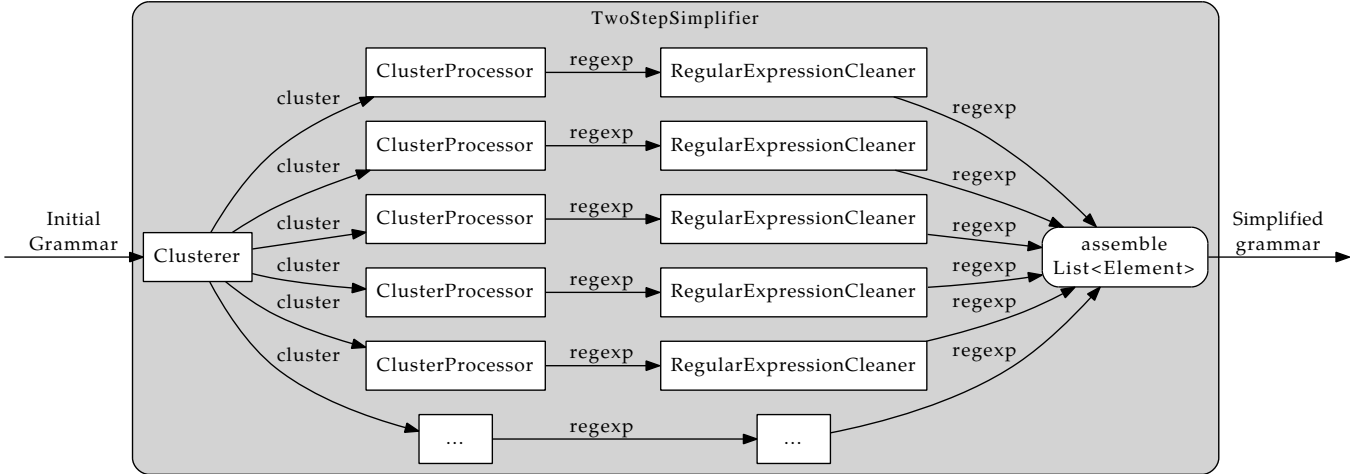 TwoStepSimplifier
ClusterProcessor regexp RegularExpressionCleaner
cluster
regexp
ClusterProcessor regexp RegularExpressionCleaner
cluster
regexp
ClusterProcessor regexp RegularExpressionCleaner
cluster
regexp
Initial
Grammar
Clusterer
assemble
List<Element>
Simplified
grammar
cluster
regexp
ClusterProcessor regexp RegularExpressionCleaner
cluster
regexp
ClusterProcessor regexp RegularExpressionCleaner
cluster
regexp
... regexp ...